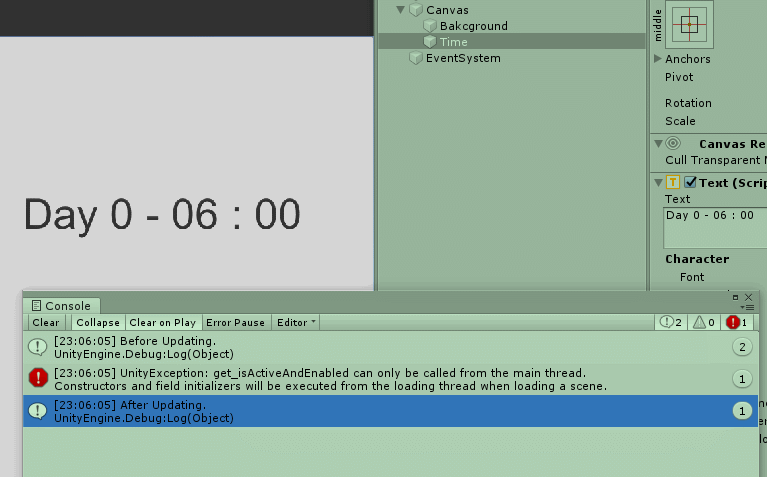 Canvas
Bakcground
Time
EventSystem
middle
Anchors
Pivot
Rotation
Scale
Canvas Re
Cull Transparent
T Text (Scrip
Text
Day 0 - 06 : 00
Character
Font
Day 0 - 06 : 00
Console
Clear Collapse Clear on Play Error Pause Editor 2 0 1
[23:06:05] Before Updating.
UnityEngine.Debug:Log(Object)
2
[23:06:05] UnityException: get_isActiveAndEnabled can only be called from the main thread.
Constructors and field initializers will be executed from the loading thread when loading a scene.
1
[23:06:05] After Updating.
UnityEngine.Debug:Log(Object)
1